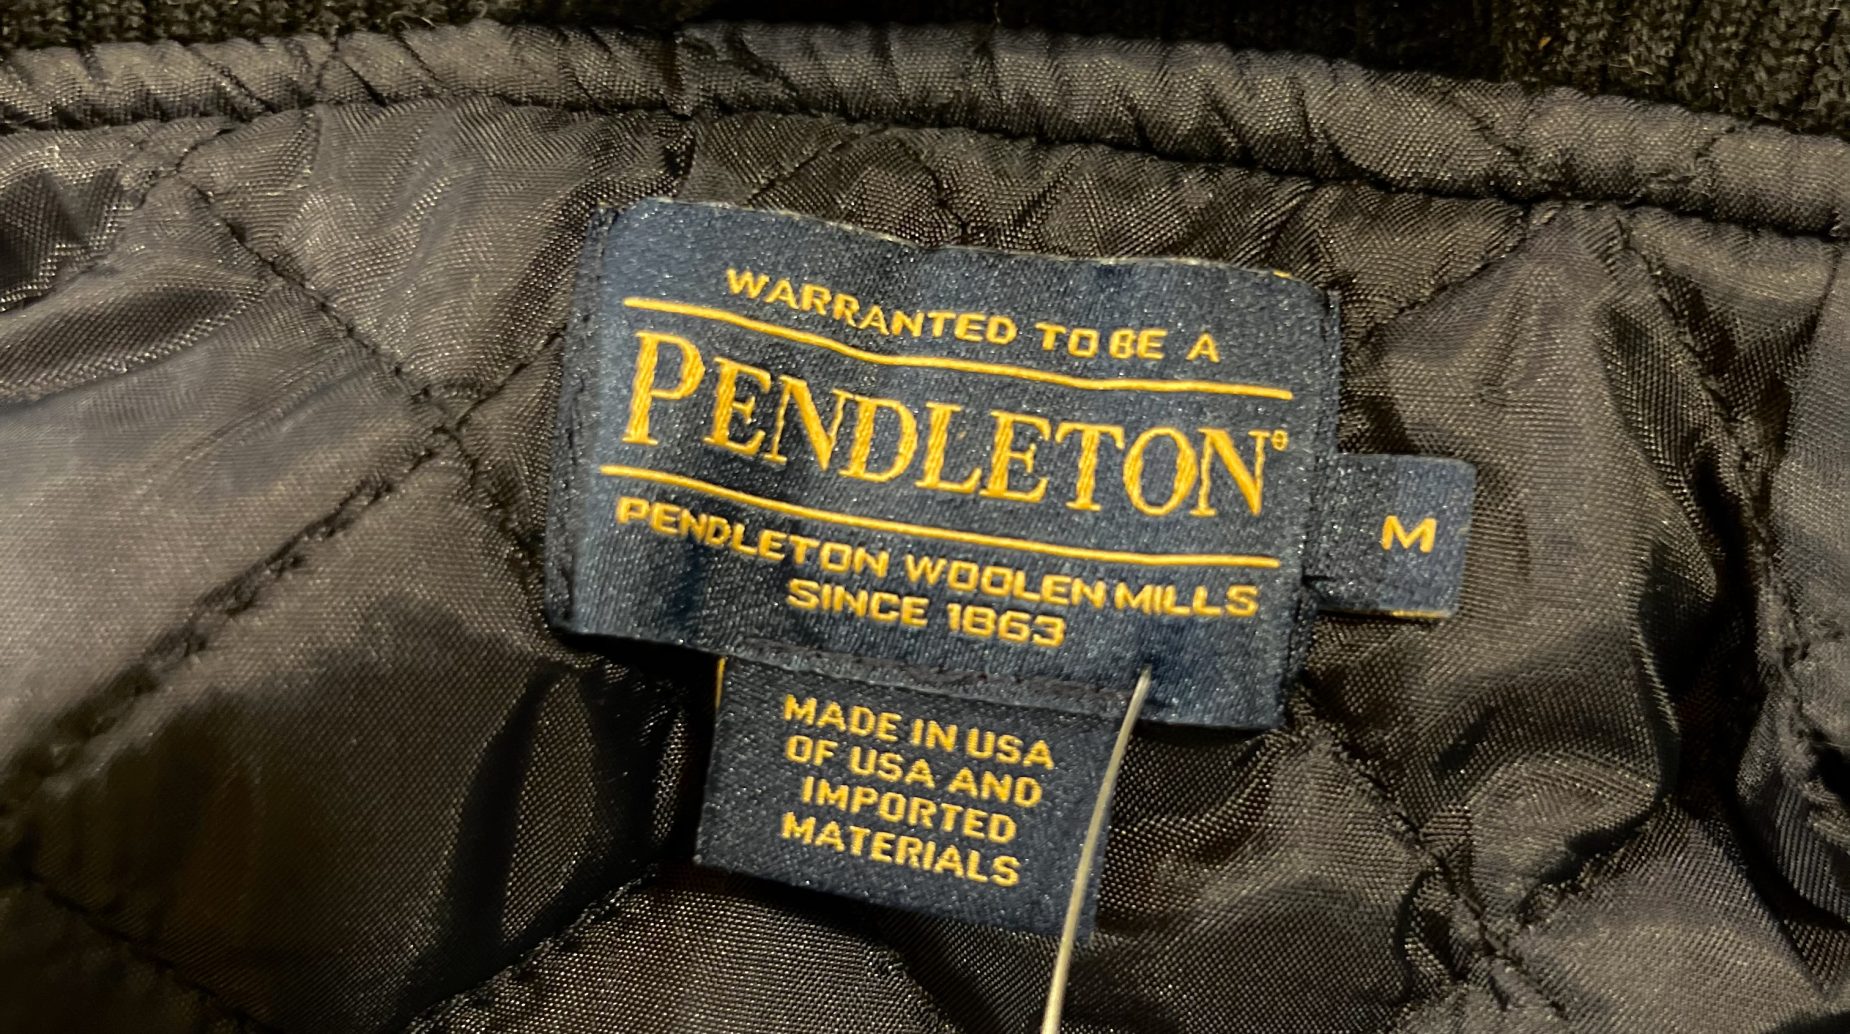 WARRANTED TO BE A
PENDLETON®
PENDLETON WOOLEN MILLS
SINCE 1863
M
MADE IN USA
OF USA AND
IMPORTED
MATERIALS